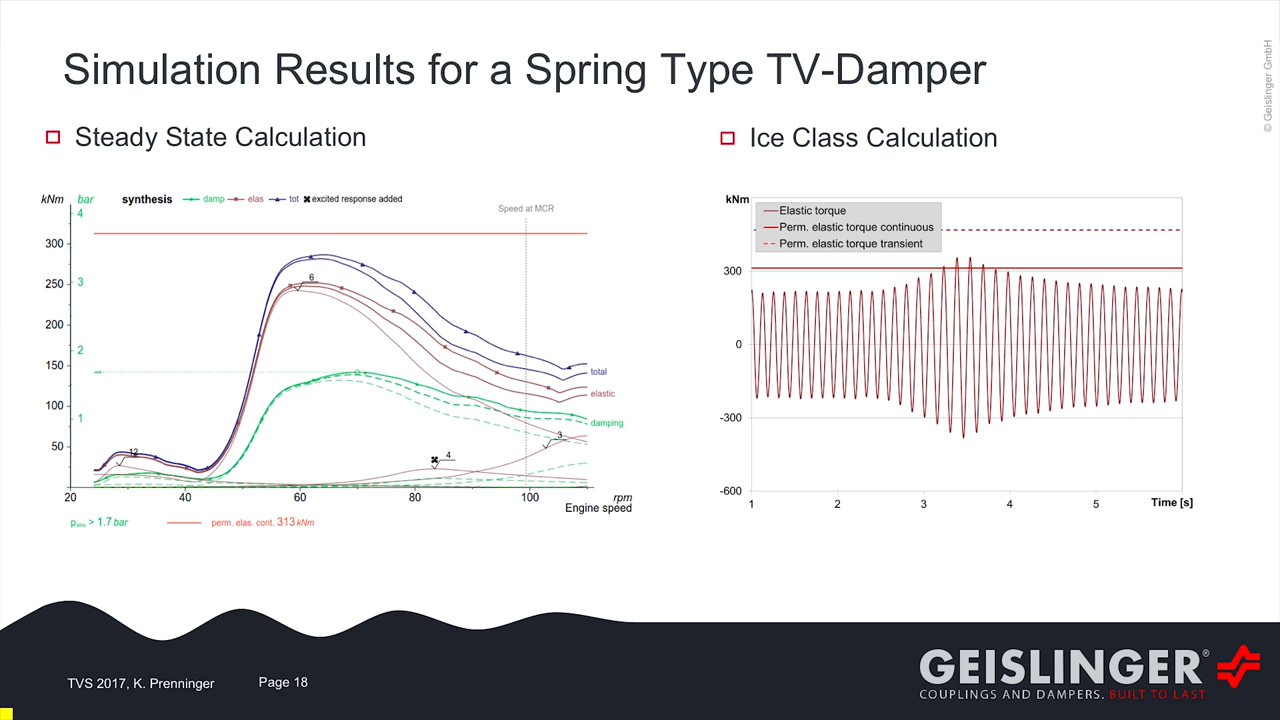 Simulation Results for a Spring Type TV-Damper
© Geislinger GmbH
Steady State Calculation
kNm bar synthesis damp elas tot excited response added
Speed at MCR
4
300
3
250
200
2
150
100
1
50
6
12
4
3
total
elastic
damping
20 40 60 80 100 rpm
Engine speed
pabs > 1.7 bar perm. elas. cont. 313 kNm
Ice Class Calculation
kNm
Elastic torque
Perm. elastic torque continuous
Perm. elastic torque transient
300
0
-300
-600
1 2 3 4 5 Time [s]
TVS 2017, K. Prenninger Page 18
GEISLINGER®
COUPLINGS AND DAMPERS. BUILT TO LAST.